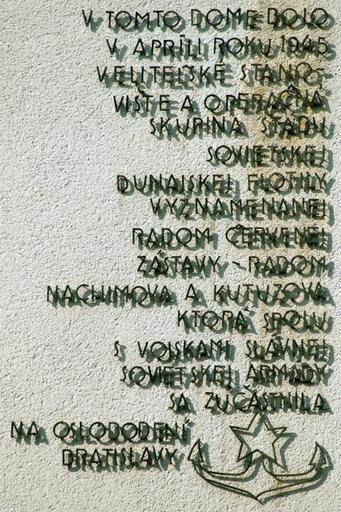 V TOMTO DOME BOLO
V APRÍLI ROKU 1945
VELITEĽSKÉ STANO-
VIŠTE A OPERAČNÁ
SKUPINA ŠTÁBU
SOVIETSKEJ
DUNAJSKEJ FLOTILY
VYZNAMENANEJ
RADOM ČERVENEJ
ZÁSTAVY - RADOM
NACHIMOVA A KUTUZOVA
KTORÁ SPOLU
S VOJSKAMI SLÁVNEJ
SOVIETSKEJ ARMÁDY
SA ZÚČASTNILA
NA OSLOBODENÍ
BRATISLAVY